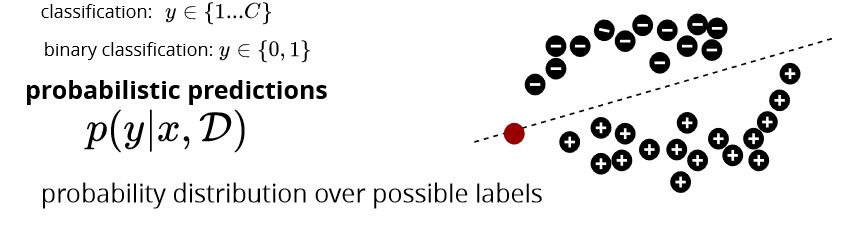 classification: y ∈ {1...C}
binary classification: y ∈ {0, 1}
probabilistic predictions
p(y|x, 𝒟)
probability distribution over possible labels